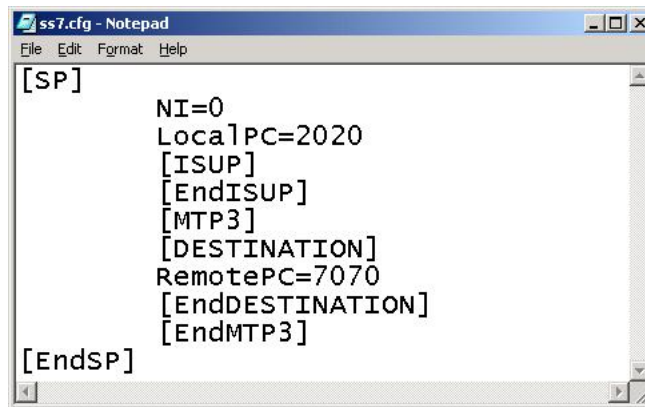 ss7.cfg - Notepad
File Edit Format Help
[SP]
NI=0
LocalPC=2020
[ISUP]
[EndISUP]
[MTP3]
[DESTINATION]
RemotePC=7070
[EndDESTINATION]
[EndMTP3]
[EndSP]